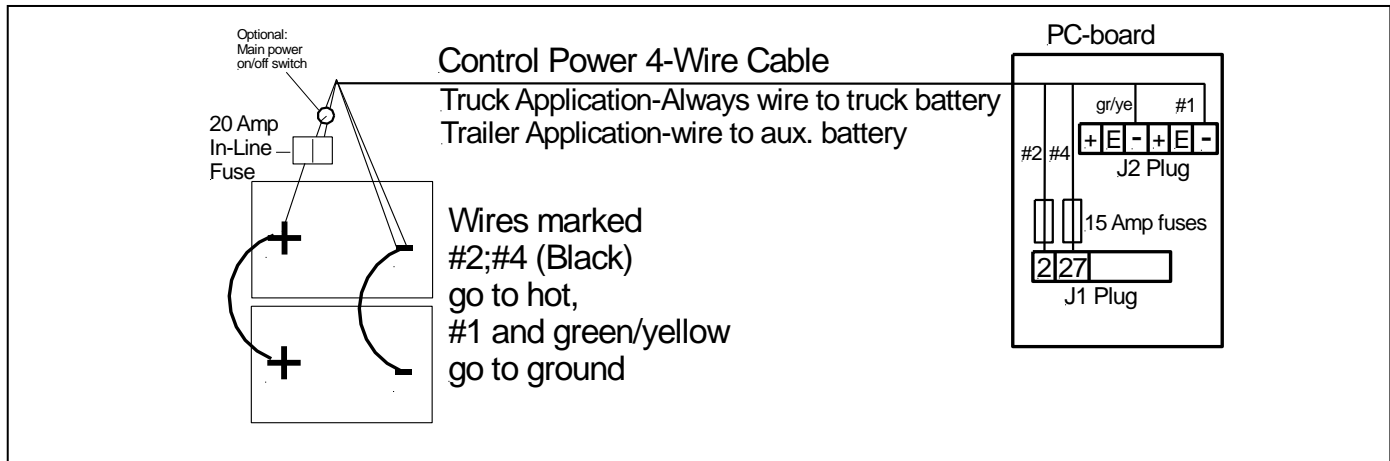 Optional:
Main power
on/off switch
20 Amp
In-Line
Fuse
Control Power 4-Wire Cable
Truck Application-Always wire to truck battery
Trailer Application-wire to aux. battery
Wires marked
#2;#4 (Black)
go to hot,
#1 and green/yellow
go to ground
+ -
+ -
PC-board
gr/ye #1
+ E - + E -
J2 Plug
#2 #4
15 Amp fuses
2 27
J1 Plug